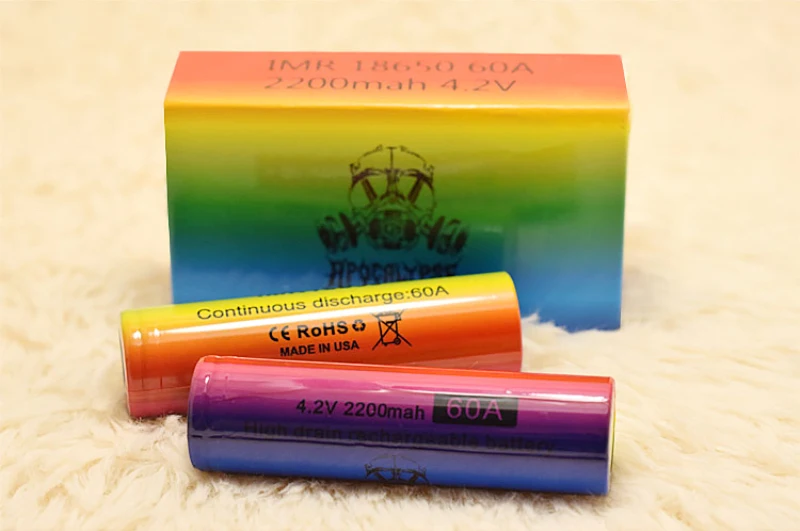 IMR 18650 60A
2200mah 4.2V
APOCALYPSE
Continuous discharge:60A
CE RoHS
MADE IN USA
4.2V 2200mah 60A
High drain rechargeable battery